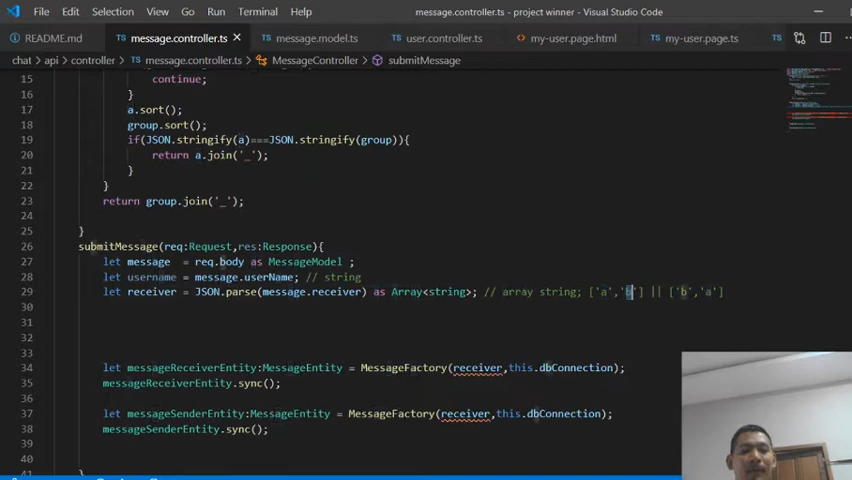 File Edit Selection View Go Run Terminal Help message.controller.ts - project winner - Visual Studio Code
README.md TS message.controller.ts TS message.model.ts TS user.controller.ts my-user.page.html TS my-user.page.ts TS
chat > api > controller > TS message.controller.ts > MessageController > submitMessage
15 continue;
16 }
17 a.sort();
18 group.sort();
19 if(JSON.stringify(a)===JSON.stringify(group)){
20 return a.join('_');
21 }
22 }
23 return group.join('_');
24
25 }
26 submitMessage(req:Request,res:Response){
27 let message = req.body as MessageModel ;
28 let username = message.userName; // string
29 let receiver = JSON.parse(message.receiver) as Array<string>; // array string; ['a','b'] || ['b','a']
30
31
32
33
34 let messageReceiverEntity:MessageEntity = MessageFactory(receiver,this.dbConnection);
35 messageReceiverEntity.sync();
36
37 let messageSenderEntity:MessageEntity = MessageFactory(receiver,this.dbConnection);
38 messageSenderEntity.sync();
39
40
41 }